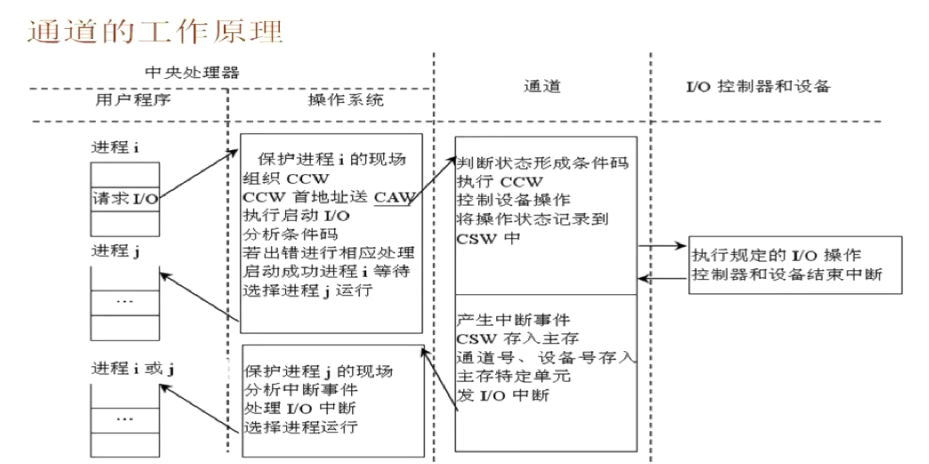 通道的工作原理
中央处理器
用户程序
操作系统
通道
I/O 控制器和设备
进程 i
请求 I/O
进程 j
...
进程 i 或 j
...
保护进程 i 的现场
组织 CCW
CCW 首地址送 CAW
执行启动 I/O
分析条件码
若出错进行相应处理
启动成功进程 i 等待
选择进程 j 运行
保护进程 j 的现场
分析中断事件
处理 I/O 中断
选择进程运行
判断状态形成条件码
执行 CCW
控制设备操作
将操作状态记录到
CSW 中
产生中断事件
CSW 存入主存
通道号、设备号存入
主存特定单元
发 I/O 中断
执行规定的 I/O 操作
控制器和设备结束中断